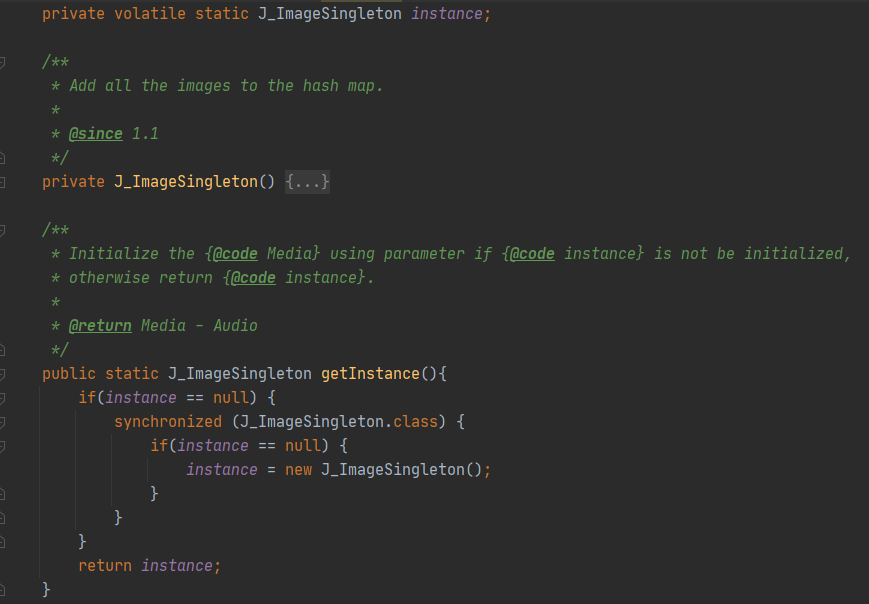 private volatile static J_ImageSingleton instance;
/**
* Add all the images to the hash map.
*
* @since 1.1
*/
private J_ImageSingleton() {...}
/**
* Initialize the {@code Media} using parameter if {@code instance} is not be initialized,
* otherwise return {@code instance}.
*
* @return Media - Audio
*/
public static J_ImageSingleton getInstance(){
if(instance == null) {
synchronized (J_ImageSingleton.class) {
if(instance == null) {
instance = new J_ImageSingleton();
}
}
}
return instance;
}